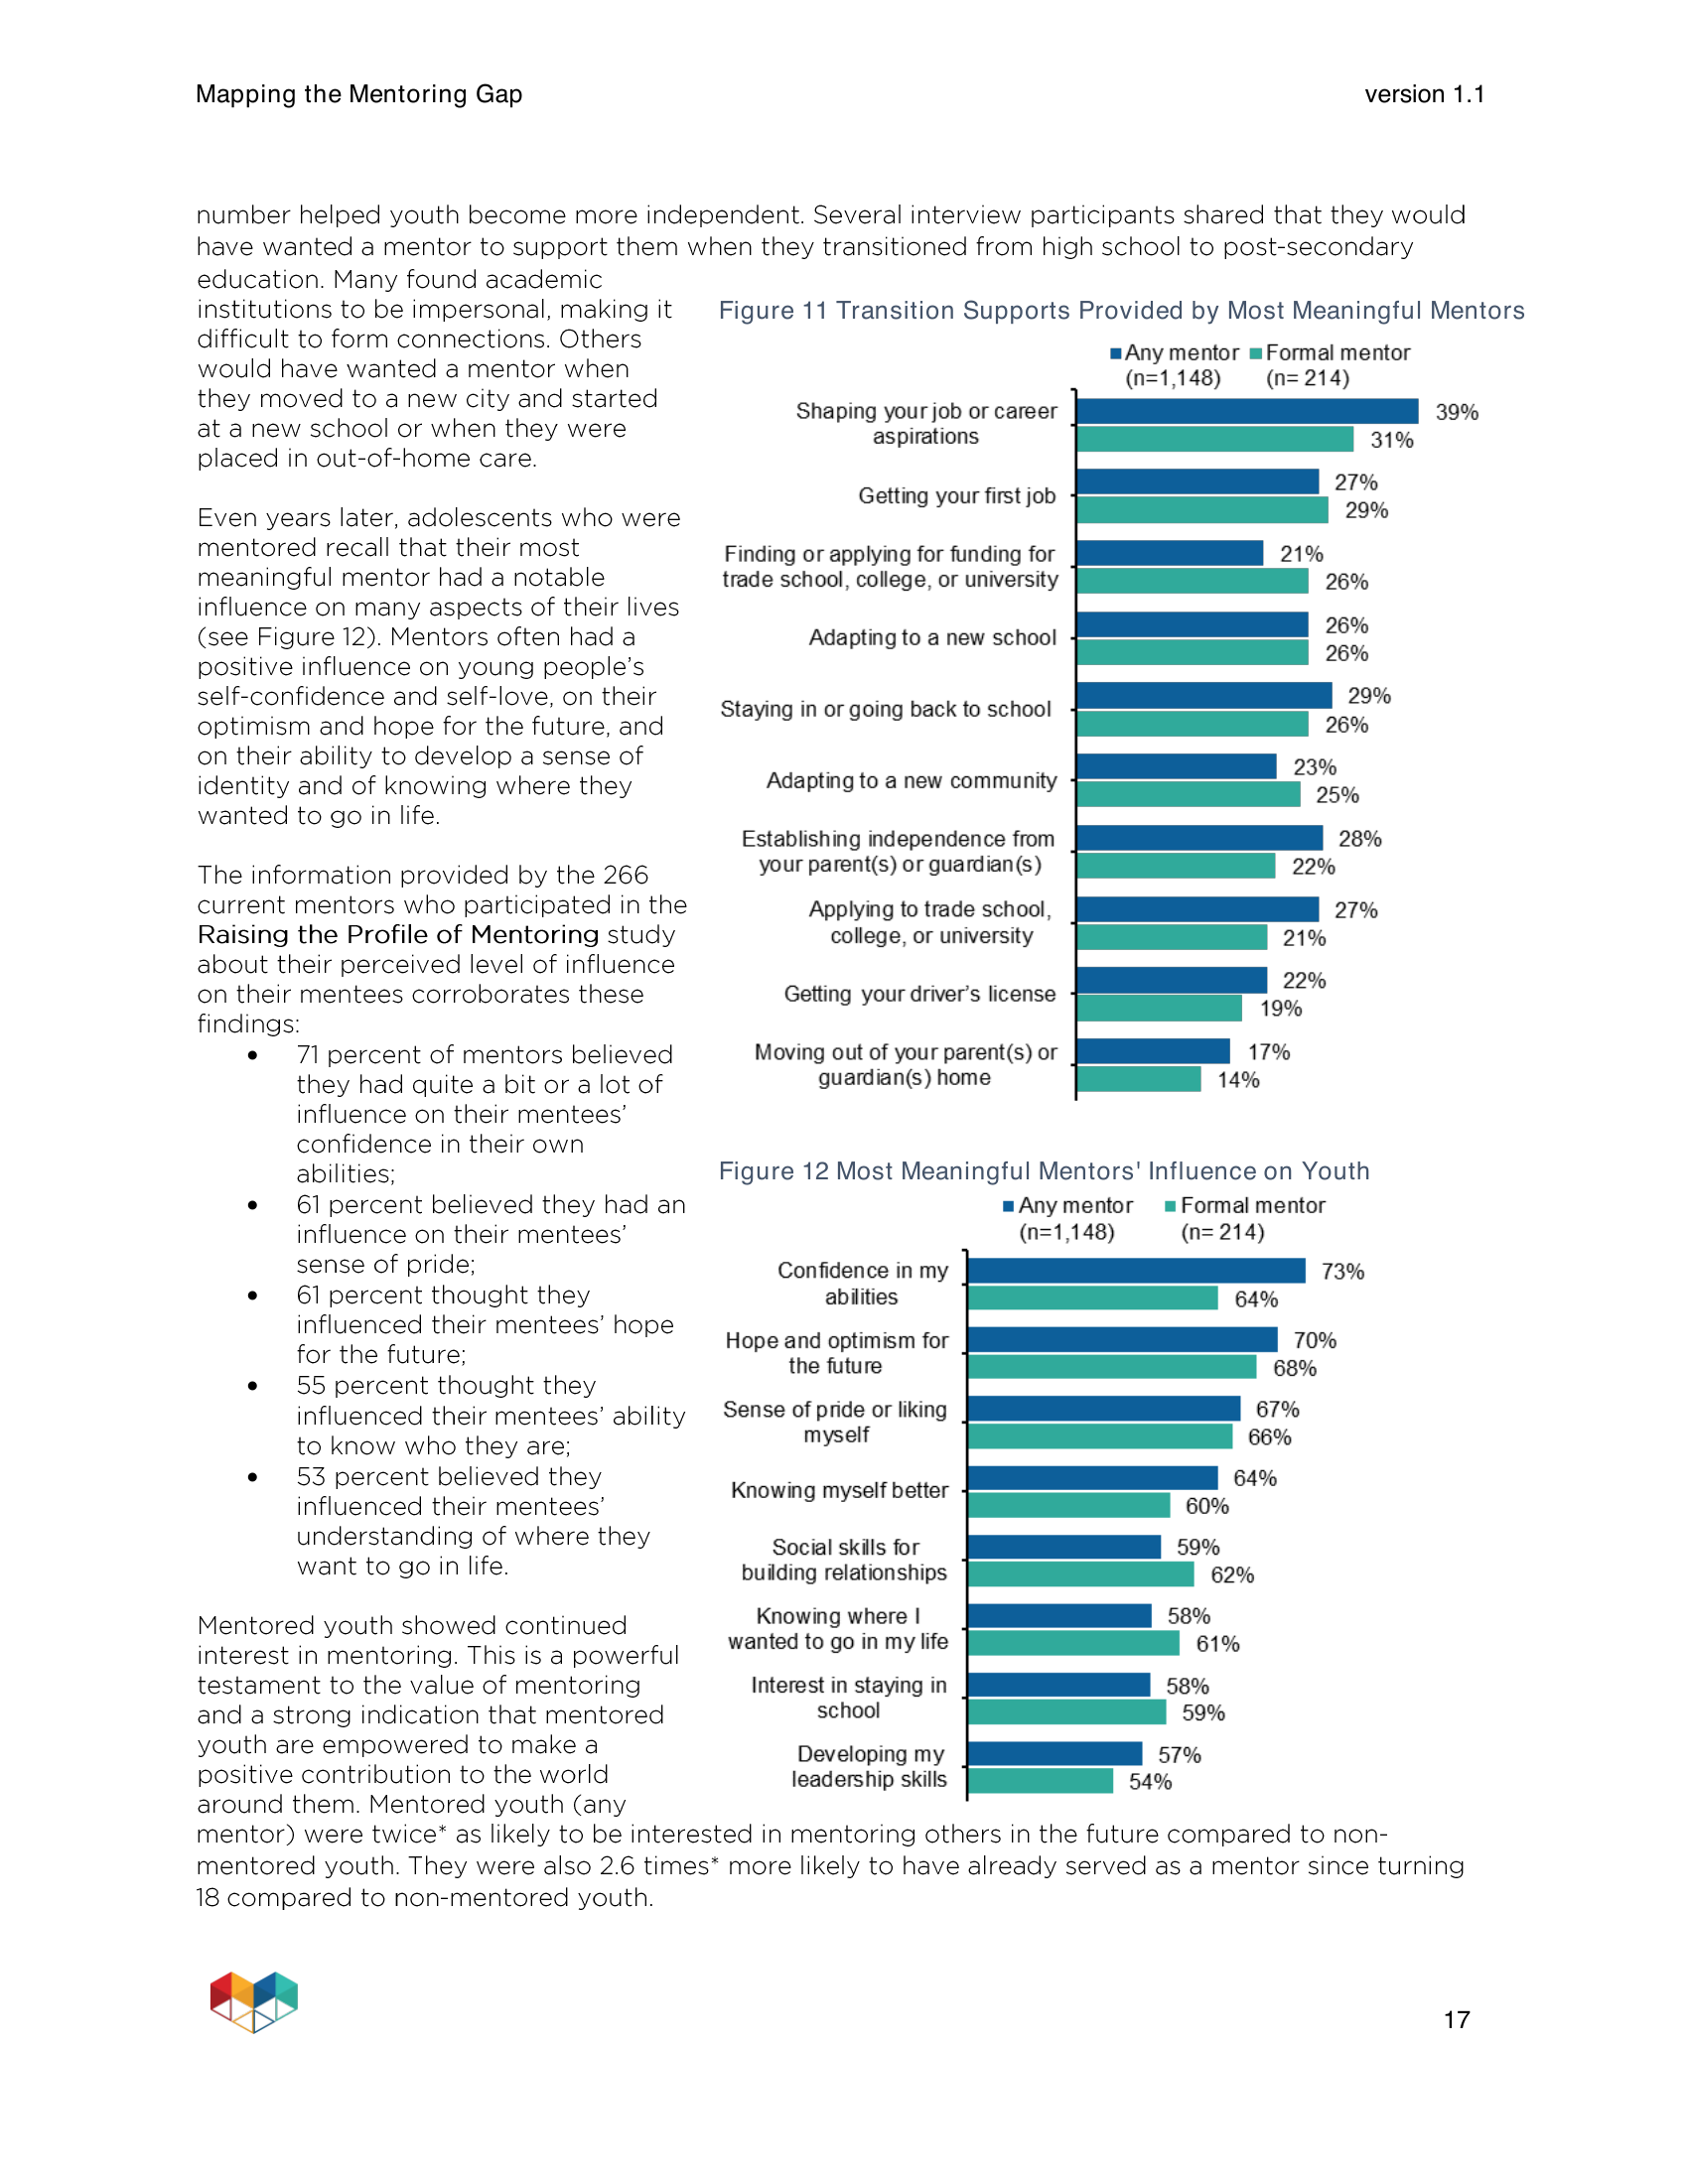 Mapping the Mentoring Gap
version 1.1
number helped youth become more independent. Several interview participants shared that they would
have wanted a mentor to support them when they transitioned from high school to post-secondary
education. Many found academic
institutions to be impersonal, making it
difficult to form connections. Others
would have wanted a mentor when
they moved to a new city and started
at a new school or when they were
placed in out-of-home care.
Even years later, adolescents who were
mentored recall that their most
meaningful mentor had a notable
influence on many aspects of their lives
(see Figure 12). Mentors often had a
positive influence on young people’s
self-confidence and self-love, on their
optimism and hope for the future, and
on their ability to develop a sense of
identity and of knowing where they
wanted to go in life.
The information provided by the 266
current mentors who participated in the
Raising the Profile of Mentoring study
about their perceived level of influence
on their mentees corroborates these
findings:
• 71 percent of mentors believed
they had quite a bit or a lot of
influence on their mentees’
confidence in their own
abilities;
• 61 percent believed they had an
influence on their mentees’
sense of pride;
• 61 percent thought they
influenced their mentees’ hope
for the future;
• 55 percent thought they
influenced their mentees’ ability
to know who they are;
• 53 percent believed they
influenced their mentees’
understanding of where they
want to go in life.
Mentored youth showed continued
interest in mentoring. This is a powerful
testament to the value of mentoring
and a strong indication that mentored
youth are empowered to make a
positive contribution to the world
around them. Mentored youth (any
mentor) were twice* as likely to be interested in mentoring others in the future compared to non-
mentored youth. They were also 2.6 times* more likely to have already served as a mentor since turning
18 compared to non-mentored youth.
Figure 11 Transition Supports Provided by Most Meaningful Mentors
Any mentor Formal mentor
(n=1,148) (n= 214)
Shaping your job or career
aspirations
39%
31%
Getting your first job
27%
29%
Finding or applying for funding for
trade school, college, or university
21%
26%
Adapting to a new school
26%
26%
Staying in or going back to school
29%
26%
Adapting to a new community
23%
25%
Establishing independence from
your parent(s) or guardian(s)
28%
22%
Applying to trade school,
college, or university
27%
21%
Getting your driver’s license
22%
19%
Moving out of your parent(s) or
guardian(s) home
17%
14%
Figure 12 Most Meaningful Mentors' Influence on Youth
Any mentor Formal mentor
(n=1,148) (n= 214)
Confidence in my
abilities
73%
64%
Hope and optimism for
the future
70%
68%
Sense of pride or liking
myself
67%
66%
Knowing myself better
64%
60%
Social skills for
building relationships
59%
62%
Knowing where I
wanted to go in my life
58%
61%
Interest in staying in
school
58%
59%
Developing my
leadership skills
57%
54%
17